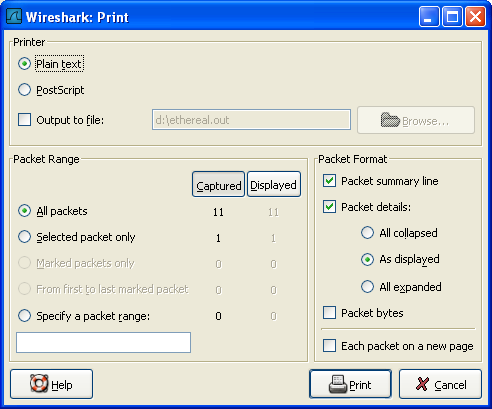 Wireshark: Print
Printer
Plain text
PostScript
Output to file: d:\ethereal.out Browse...
Packet Range
Captured Displayed
All packets 11 11
Selected packet only 1 1
Marked packets only 0 0
From first to last marked packet 0 0
Specify a packet range: 0 0
Packet Format
Packet summary line
Packet details:
All collapsed
As displayed
All expanded
Packet bytes
Each packet on a new page
Help Print Cancel